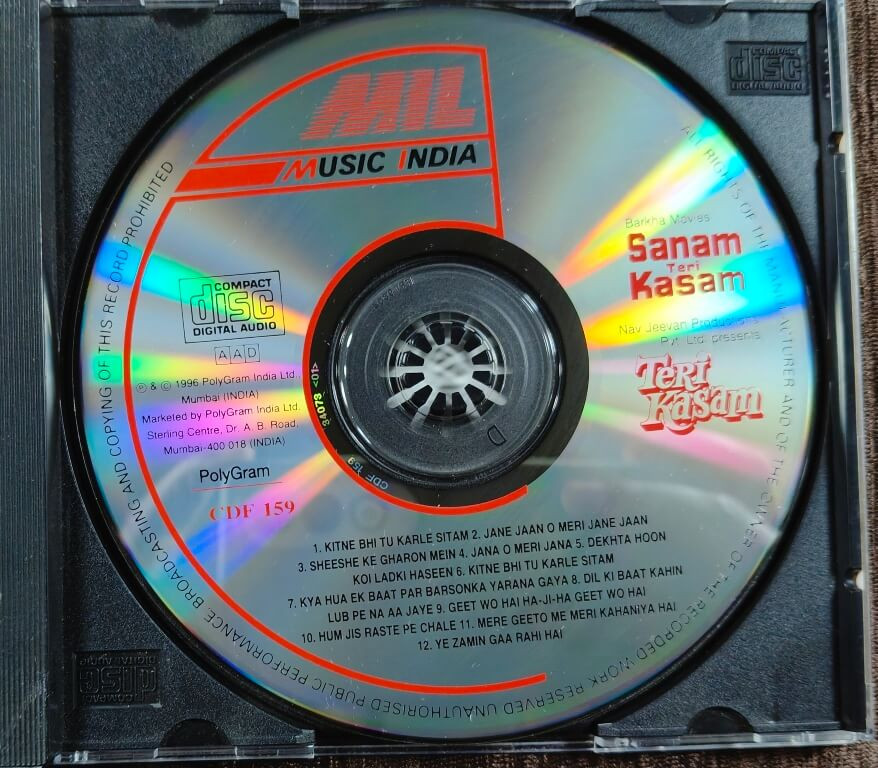 MIL
MUSIC INDIA
COMPACT
disc
DIGITAL AUDIO
COMPACT
disc
DIGITAL AUDIO
AAD
℗ & © 1996 PolyGram India Ltd.,
Mumbai (INDIA)
Marketed by PolyGram India Ltd.
Sterling Centre, Dr. A. B. Road,
Mumbai-400 018 (INDIA)
PolyGram
CDF 159
Barkha Movies
Sanam
Teri
Kasam
Nav Jeevan Productions
Pvt. Ltd. presents
Teri
Kasam
94073 <01>
CDF 159
D
1. KITNE BHI TU KARLE SITAM 2. JANE JAAN O MERI JANE JAAN
3. SHEESHE KE GHARON MEIN 4. JANA O MERI JANA 5. DEKHTA HOON
KOI LADKI HASEEN 6. KITNE BHI TU KARLE SITAM
7. KYA HUA EK BAAT PAR BARSONKA YARANA GAYA 8. DIL KI BAAT KAHIN
LUB PE NA AA JAYE 9. GEET WO HAI HA-JI-HA GEET WO HAI
10. HUM JIS RASTE PE CHALE 11. MERE GEETO ME MERI KAHANIYA HAI
12. YE ZAMIN GAA RAHI HAI
ALL RIGHTS OF THE MANUFACTURER AND OF THE OWNER OF THE RECORDED WORK RESERVED UNAUTHORISED PUBLIC PERFORMANCE BROADCASTING AND COPYING OF THIS RECORD PROHIBITED
COMPACT
disc
DIGITAL AUDIO